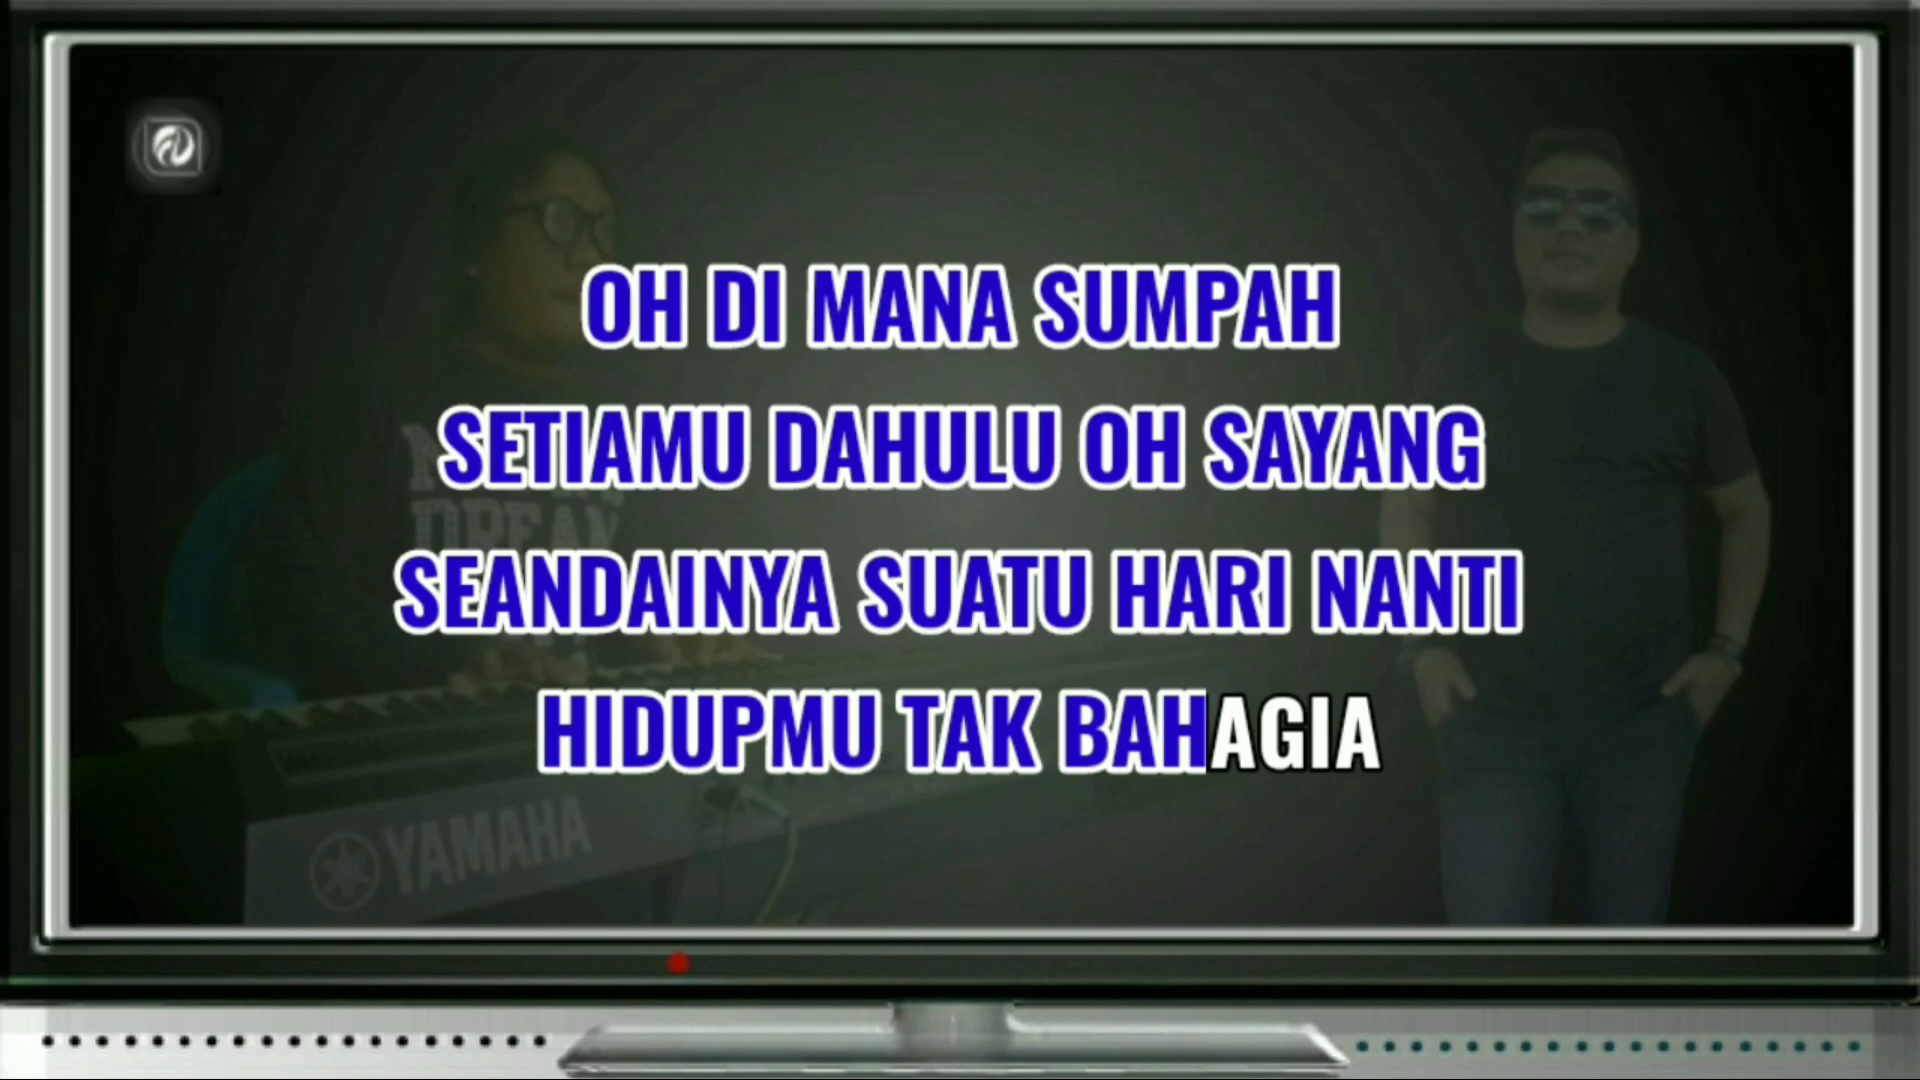 OH DI MANA SUMPAH
SETIAMU DAHULU OH SAYANG
SEANDAINYA SUATU HARI NANTI
HIDUPMU TAK BAHAGIA
YAMAHA